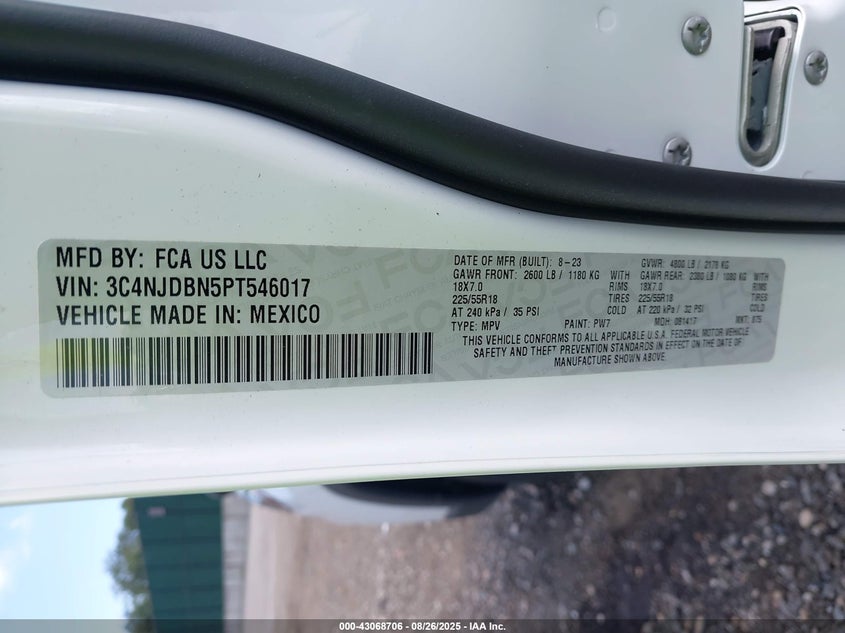 MFD BY: FCA US LLC
VIN: 3C4NJDBN5PT546017
VEHICLE MADE IN: MEXICO
DATE OF MFR (BUILT): 8-23
GVWR: 4800 LB / 2178 KG
GAWR FRONT: 2600 LB / 1180 KG WITH
GAWR REAR: 2380 LB / 1080 KG WITH
18X7.0 RIMS
18X7.0 RIMS
225/55R18 TIRES
225/55R18 TIRES
AT 240 kPa / 35 PSI COLD
AT 220 kPa / 32 PSI COLD
TYPE: MPV PAINT: PW7 MDH: 081417 MKT: 875
THIS VEHICLE CONFORMS TO ALL APPLICABLE U.S.A. FEDERAL MOTOR VEHICLE
SAFETY AND THEFT PREVENTION STANDARDS IN EFFECT ON THE DATE OF
MANUFACTURE SHOWN ABOVE.
000-43068706 - 08/26/2025 - IAA Inc.